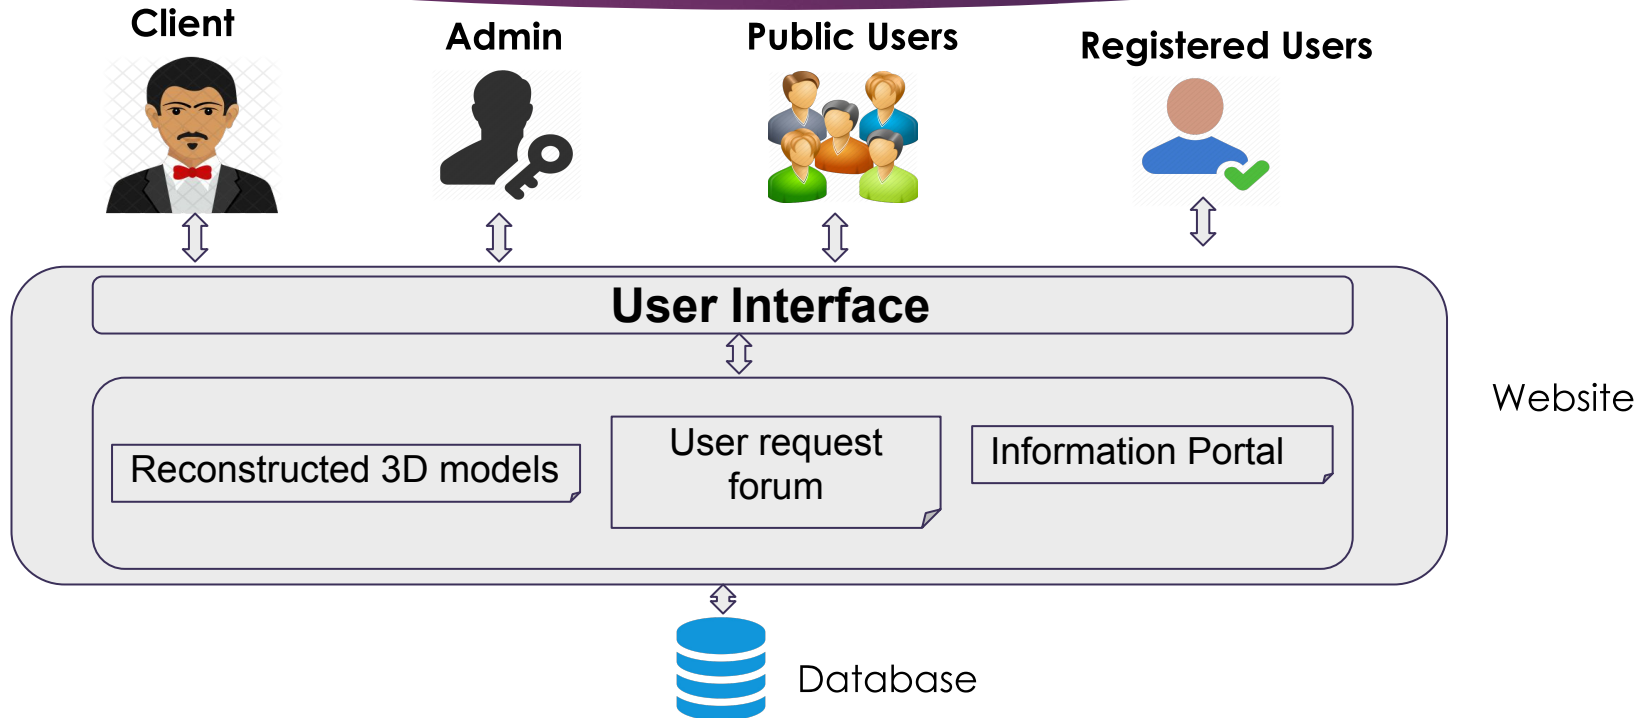 Client
Admin
Public Users
Registered Users
User Interface
Reconstructed 3D models
User request
forum
Information Portal
Website
Database